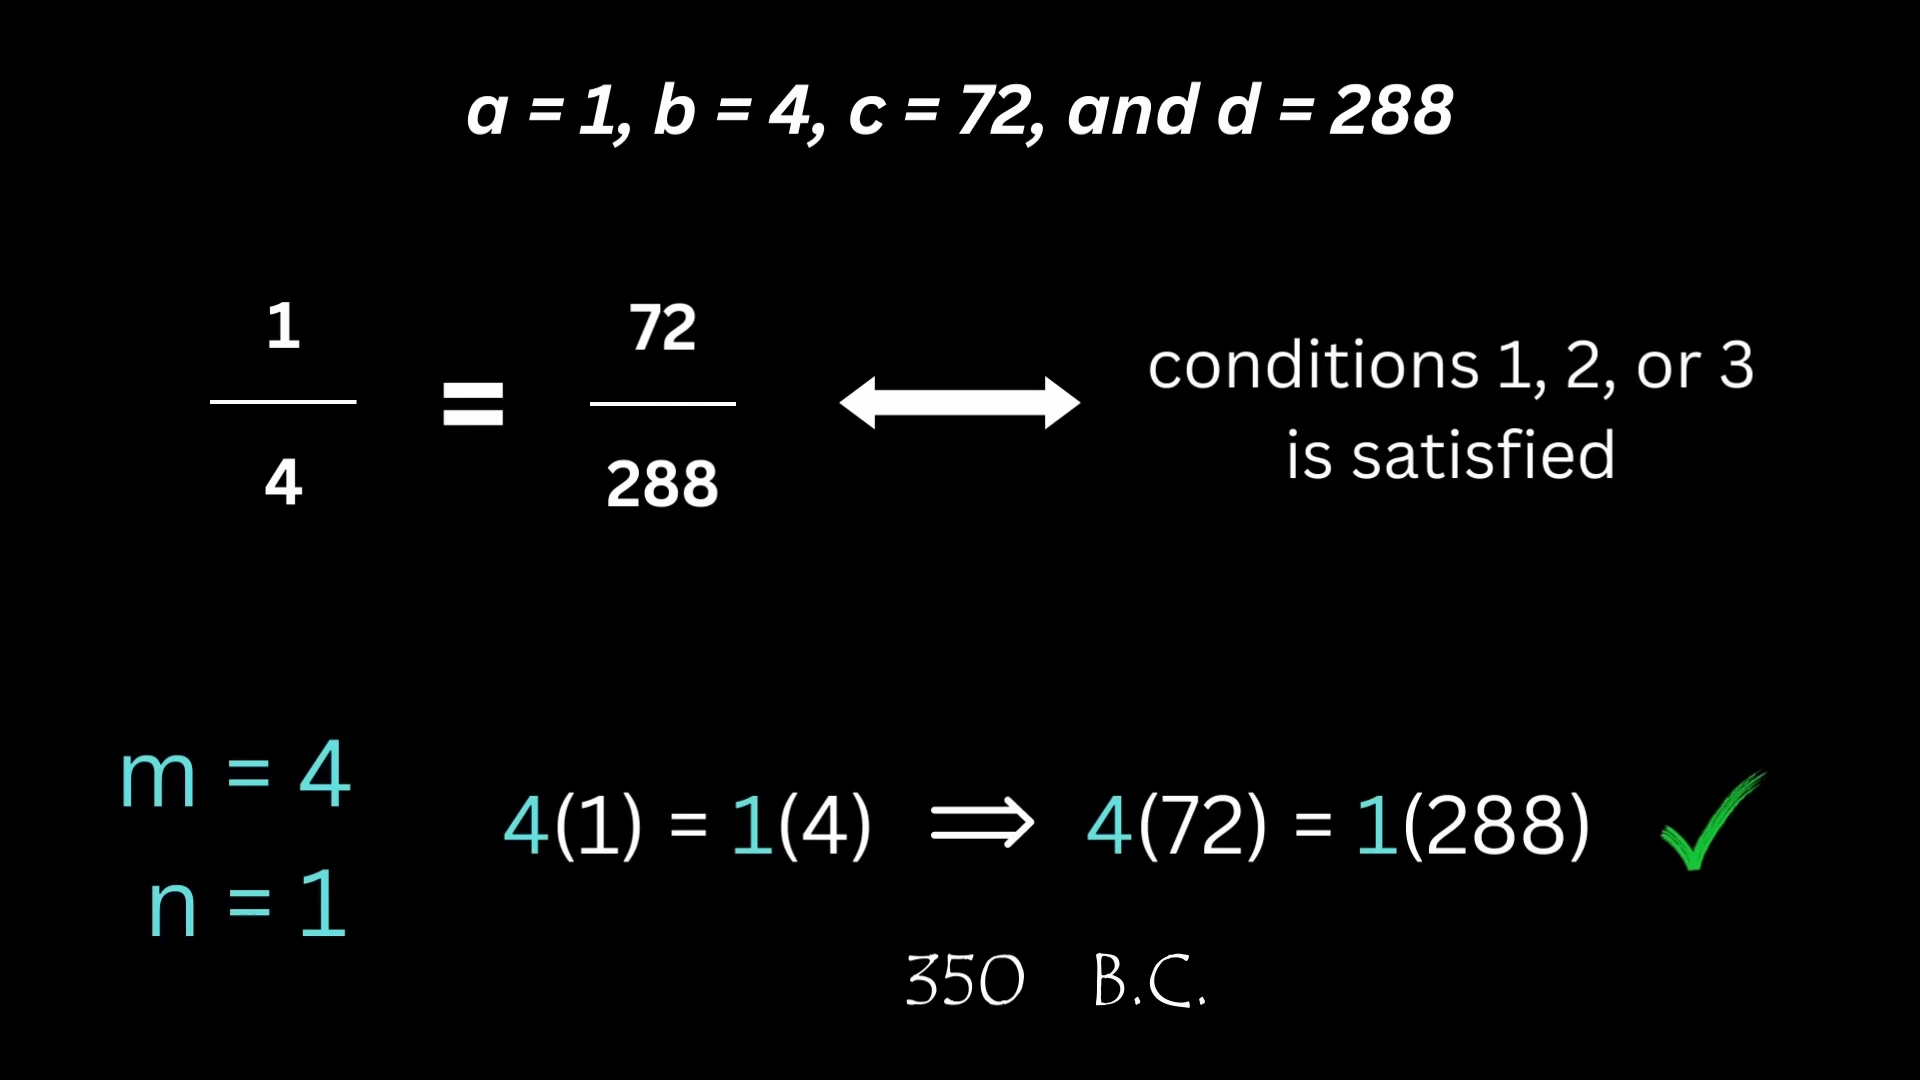 a = 1, b = 4, c = 72, and d = 288
1
4
=
72
288
conditions 1, 2, or 3
is satisfied
m = 4
n = 1
4(1) = 1(4) ⟹ 4(72) = 1(288)
350 B.C.